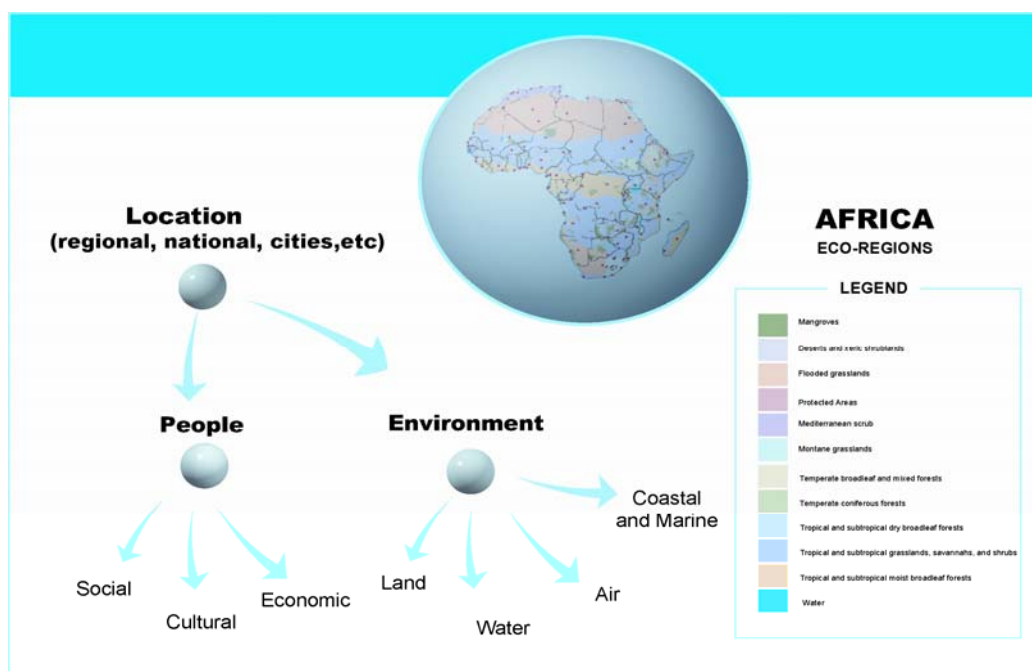 Location
(regional, national, cities,etc)
People
Environment
Social
Cultural
Economic
Land
Water
Air
Coastal
and Marine
AFRICA
ECO-REGIONS
LEGEND
Mangroves
Deserts and xeric shrublands
Flooded grasslands
Protected Areas
Mediterranean scrub
Montane grasslands
Temperate broadleaf and mixed forests
Temperate coniferous forests
Tropical and subtropical dry broadleaf forests
Tropical and subtropical grasslands, savannahs, and shrubs
Tropical and subtropical moist broadleaf forests
Water